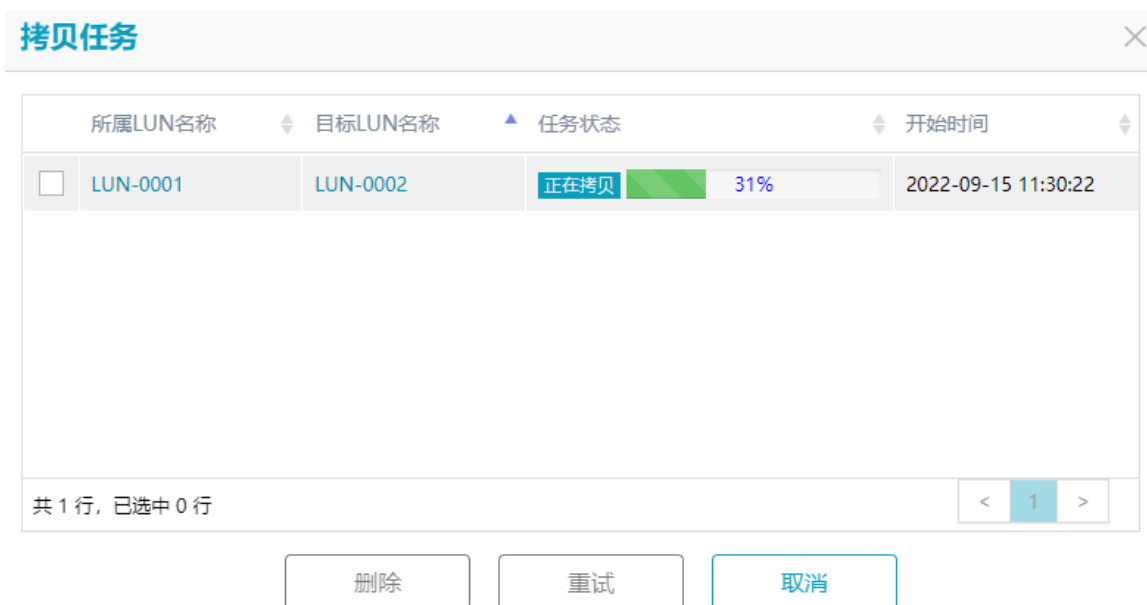 拷贝任务
所属LUN名称 目标LUN名称 任务状态 开始时间
LUN-0001 LUN-0002 正在拷贝 31% 2022-09-15 11:30:22
共 1 行，已选中 0 行 < 1 >
删除 重试 取消